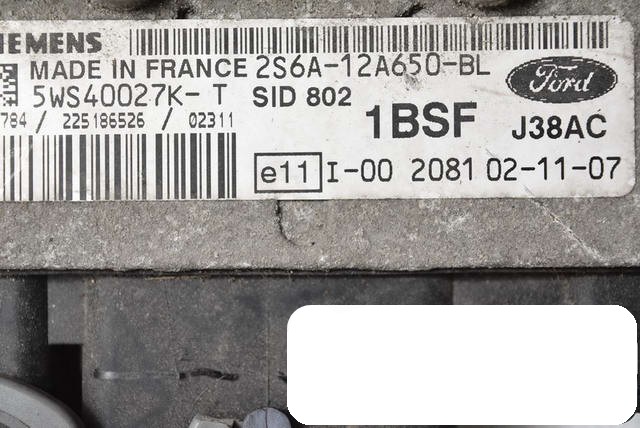 IEMENS
MADE IN FRANCE 2S6A-12A650-BL
Ford
5WS40027K-T SID 802
784 / 225186526 / 02311
1BSF J38AC
e11 I-00 2081 02-11-07